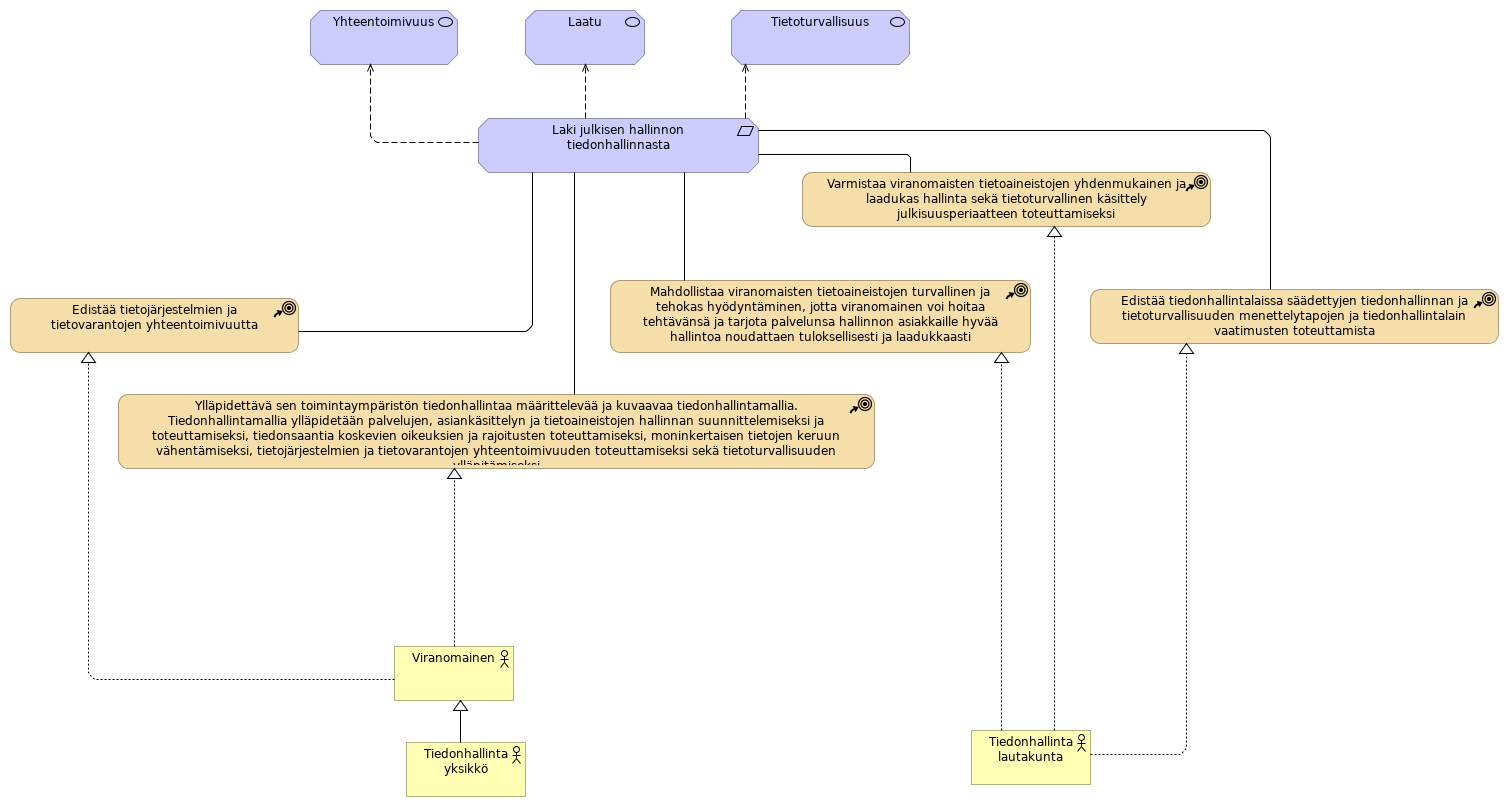 Yhteentoimivuus
Laatu
Tietoturvallisuus
Laki julkisen hallinnon
tiedonhallinnasta
Varmistaa viranomaisten tietoaineistojen yhdenmukainen ja
laadukas hallinta sekä tietoturvallinen käsittely
julkisuusperiaatteen toteuttamiseksi
Edistää tietojärjestelmien ja
tietovarantojen yhteentoimivuutta
Mahdollistaa viranomaisten tietoaineistojen turvallinen ja
tehokas hyödyntäminen, jotta viranomainen voi hoitaa
tehtävänsä ja tarjota palvelunsa hallinnon asiakkaille hyvää
hallintoa noudattaen tuloksellisesti ja laadukkaasti
Edistää tiedonhallintalaissa säädettyjen tiedonhallinnan ja
tietoturvallisuuden menettelytapojen ja tiedonhallintalain
vaatimusten toteuttamista
Ylläpidettävä sen toimintaympäristön tiedonhallintaa määrittelevää ja kuvaavaa tiedonhallintamallia.
Tiedonhallintamallia ylläpidetään palvelujen, asiankäsittelyn ja tietoaineistojen hallinnan suunnittelemiseksi ja
toteuttamiseksi, tiedonsaantia koskevien oikeuksien ja rajoitusten toteuttamiseksi, moninkertaisen tietojen keruun
vähentämiseksi, tietojärjestelmien ja tietovarantojen yhteentoimivuuden toteuttamiseksi sekä tietoturvallisuuden
ylläpitämiseksi
Viranomainen
Tiedonhallinta
yksikkö
Tiedonhallinta
lautakunta